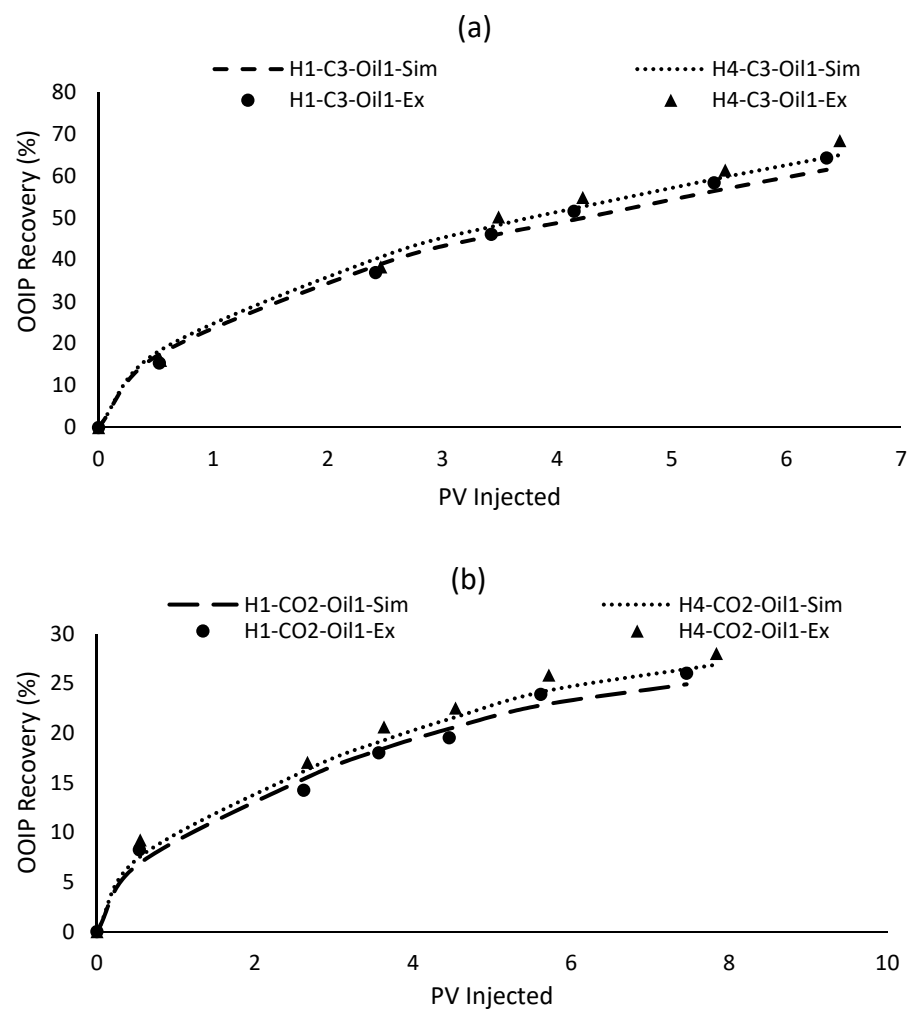 (a)
H1-C3-Oil1-Sim H4-C3-Oil1-Sim
H1-C3-Oil1-Ex H4-C3-Oil1-Ex
OOIP Recovery (%)
80
70
60
50
40
30
20
10
0
0 1 2 3 4 5 6 7
PV Injected
(b)
H1-CO2-Oil1-Sim H4-CO2-Oil1-Sim
H1-CO2-Oil1-Ex H4-CO2-Oil1-Ex
OOIP Recovery (%)
30
25
20
15
10
5
0
0 2 4 6 8 10
PV Injected